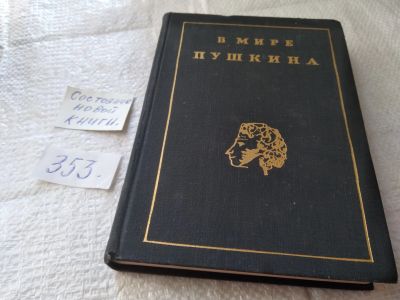 В МИРЕ
ПУШКИНА
Состояние
новой
книги.
353.